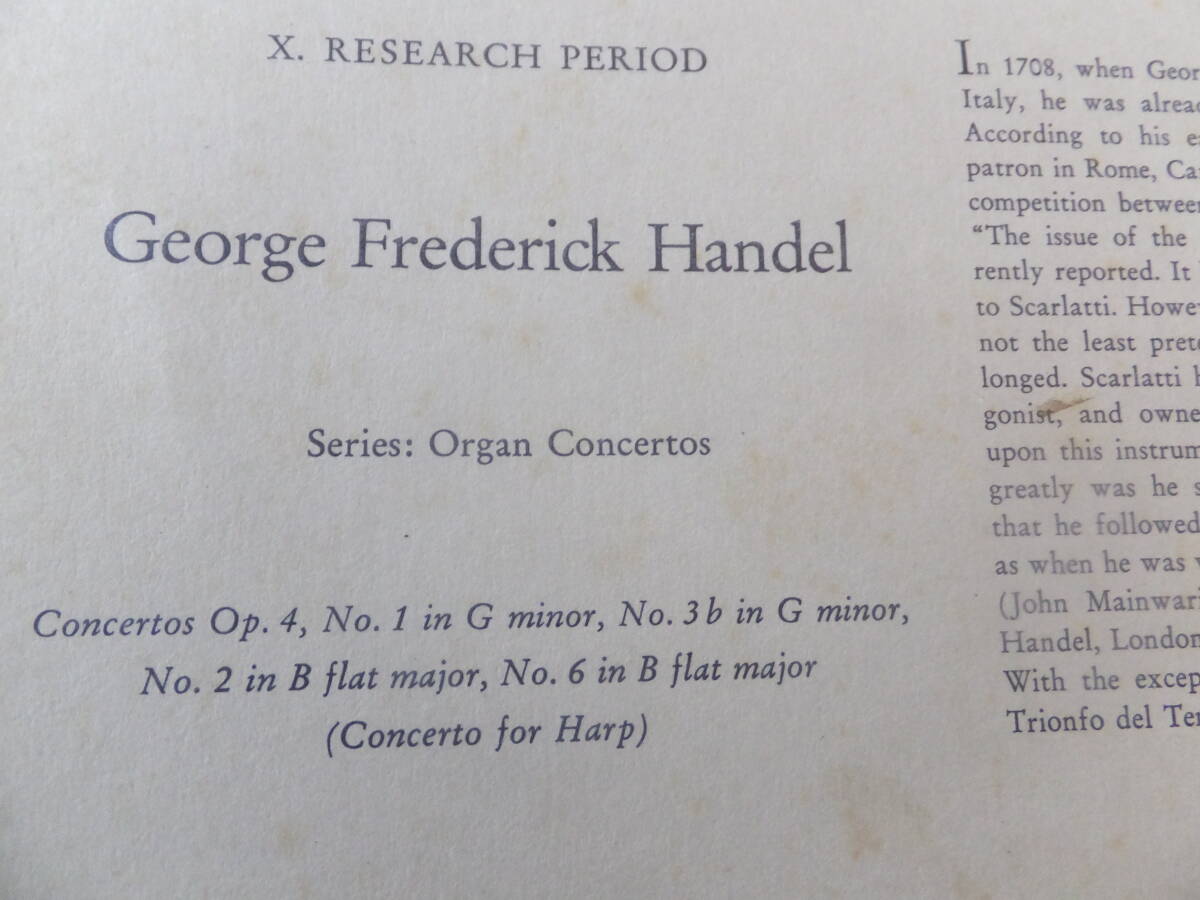 X. RESEARCH PERIOD
George Frederick Handel
Series: Organ Concertos
Concertos Op. 4, No. 1 in G minor, No. 3b in G minor,
No. 2 in B flat major, No. 6 in B flat major
(Concerto for Harp)
In 1708, when
Italy, he was
According to his
patron in Rome,
competition
“The issue of the
rently reported. It
to Scarlatti.
not the least
longed. Scarlatti
gonist, and
upon this
greatly was he
that he followed
as when he was
(John
Handel, London
With the
Trionfo del